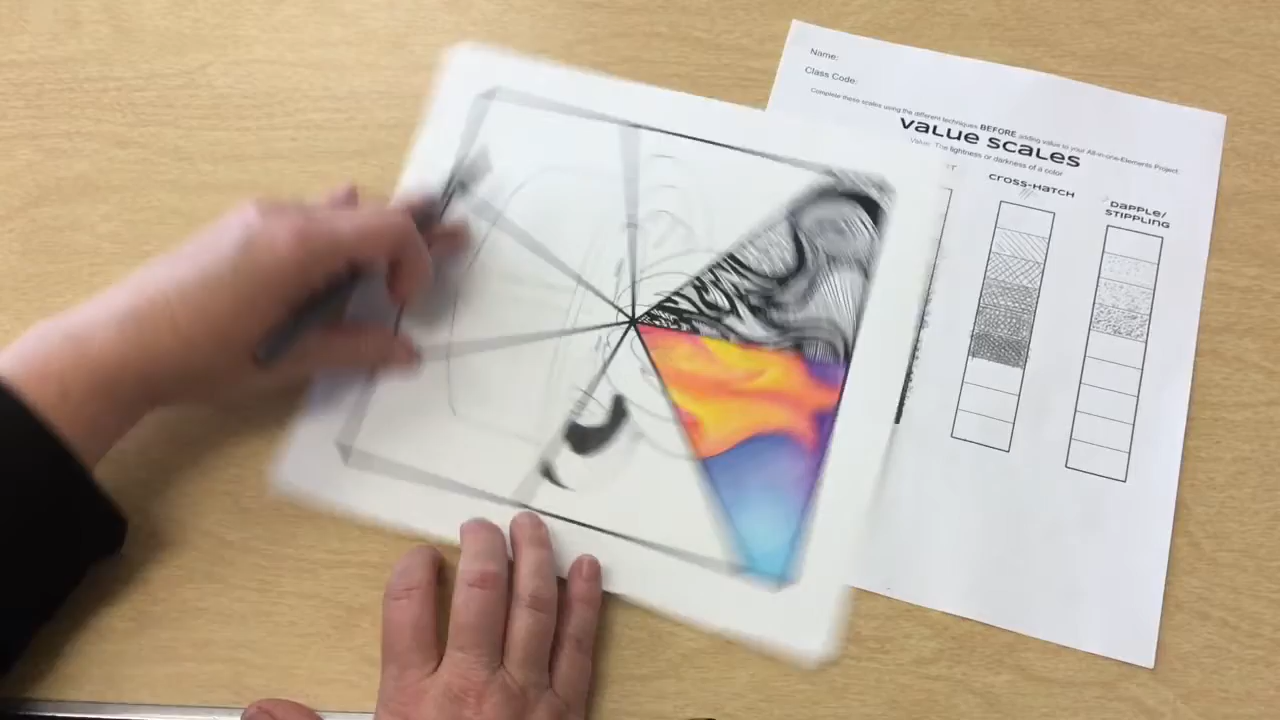 Name:
Class Code:
Complete these scales using the different techniques BEFORE adding value to your All-in-one-Elements Project.
value scales
Value: The lightness or darkness of a color
cross-Hatch
Dapple/
stippling